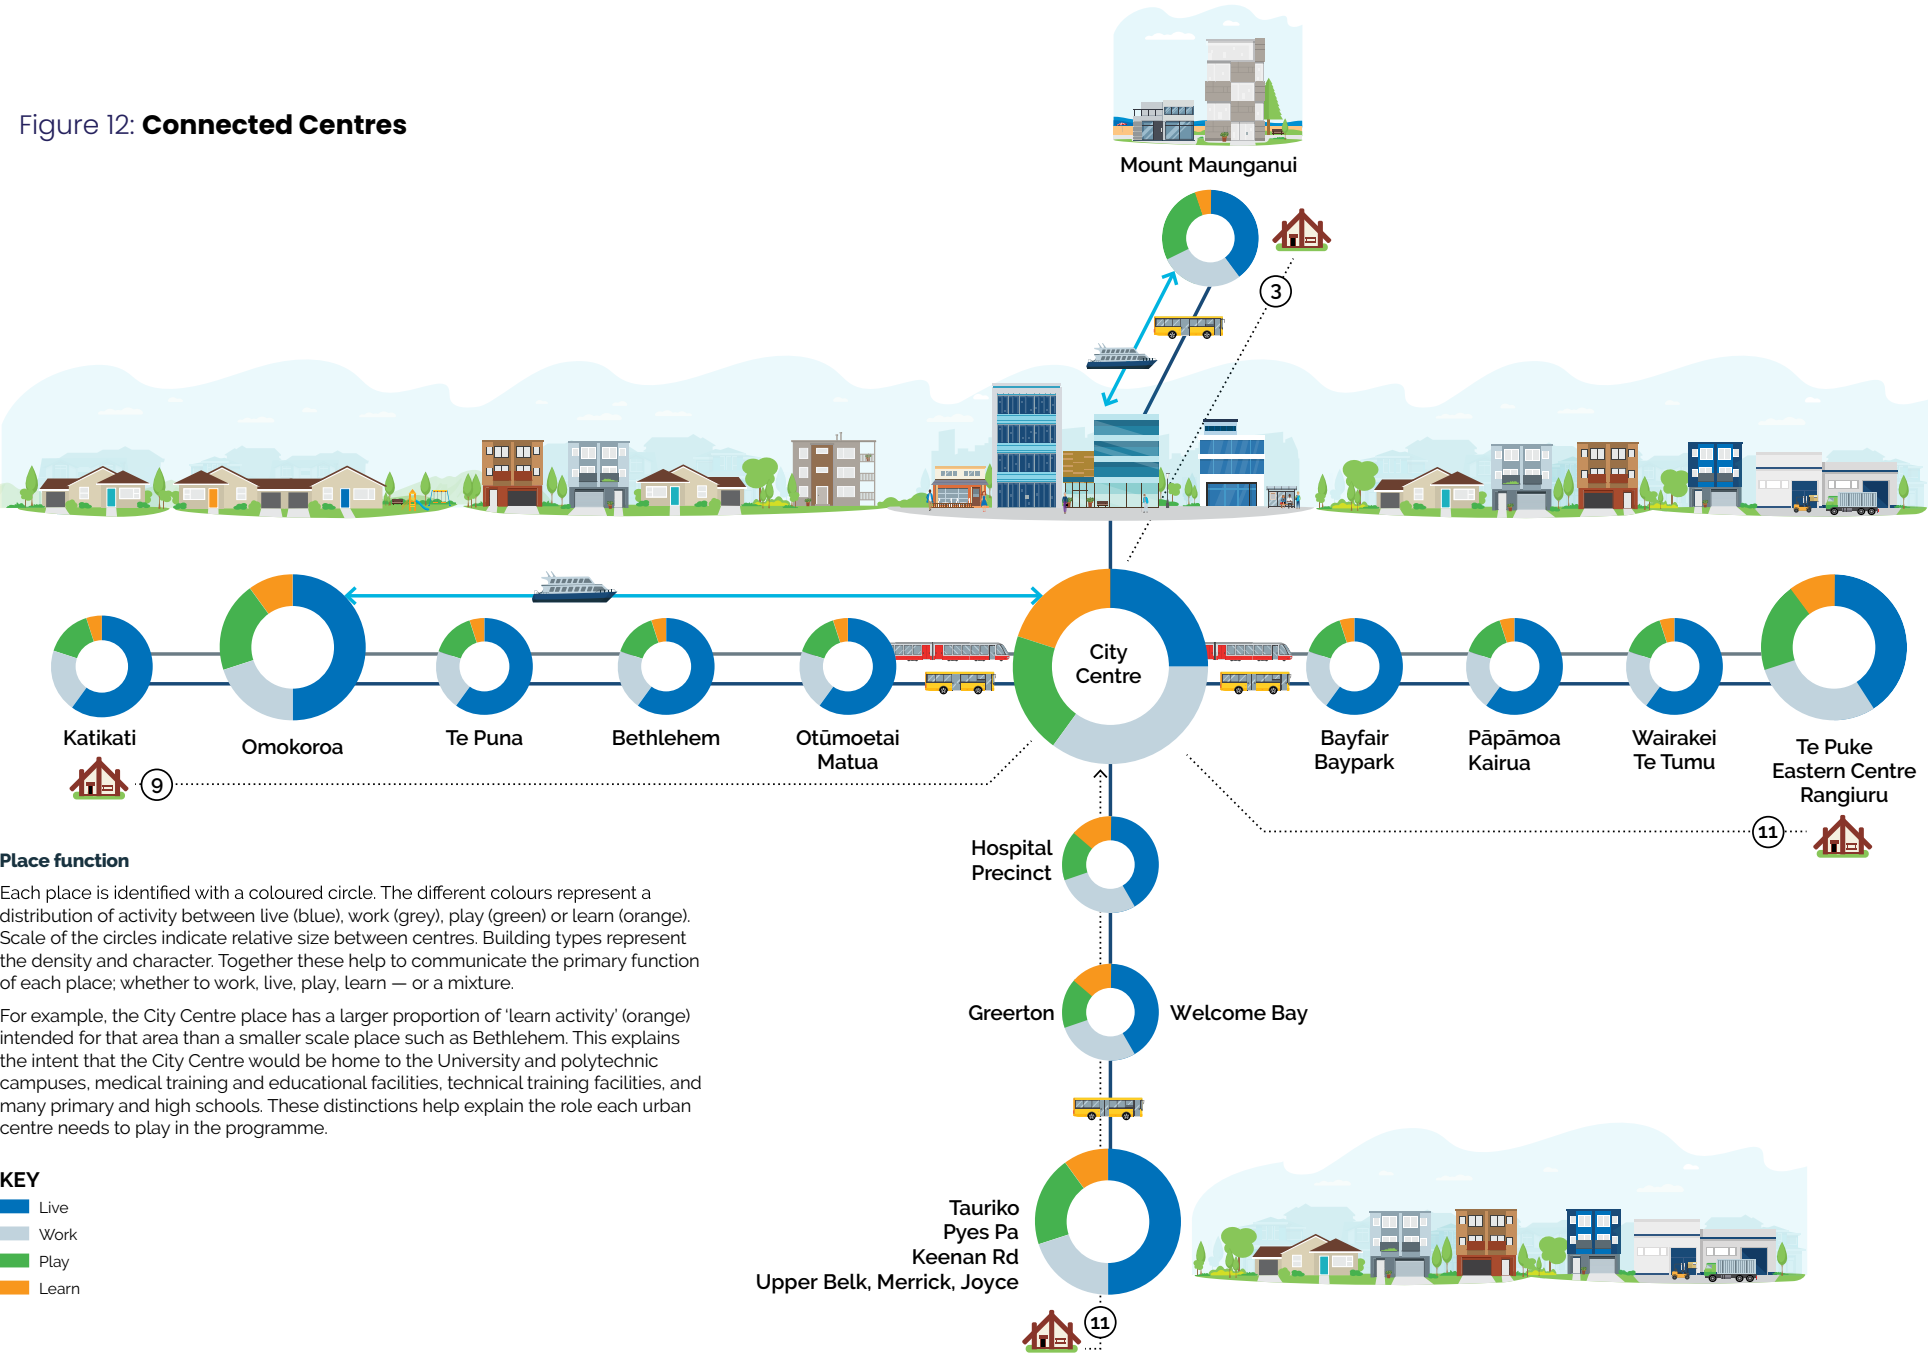 Figure 12: Connected Centres
Mount Maunganui
3
City
Centre
Katikati
Omokoroa
Te Puna
Bethlehem
Otūmoetai
Matua
Bayfair
Baypark
Pāpāmoa
Kairua
Wairakei
Te Tumu
Te Puke
Eastern Centre
Rangiuru
9
11
Hospital
Precinct
Greerton
Welcome Bay
Tauriko
Pyes Pa
Keenan Rd
Upper Belk, Merrick, Joyce
11
Place function
Each place is identified with a coloured circle. The different colours represent a
distribution of activity between live (blue), work (grey), play (green) or learn (orange).
Scale of the circles indicate relative size between centres. Building types represent
the density and character. Together these help to communicate the primary function
of each place; whether to work, live, play, learn — or a mixture.
For example, the City Centre place has a larger proportion of ‘learn activity’ (orange)
intended for that area than a smaller scale place such as Bethlehem. This explains
the intent that the City Centre would be home to the University and polytechnic
campuses, medical training and educational facilities, technical training facilities, and
many primary and high schools. These distinctions help explain the role each urban
centre needs to play in the programme.
KEY
Live
Work
Play
Learn